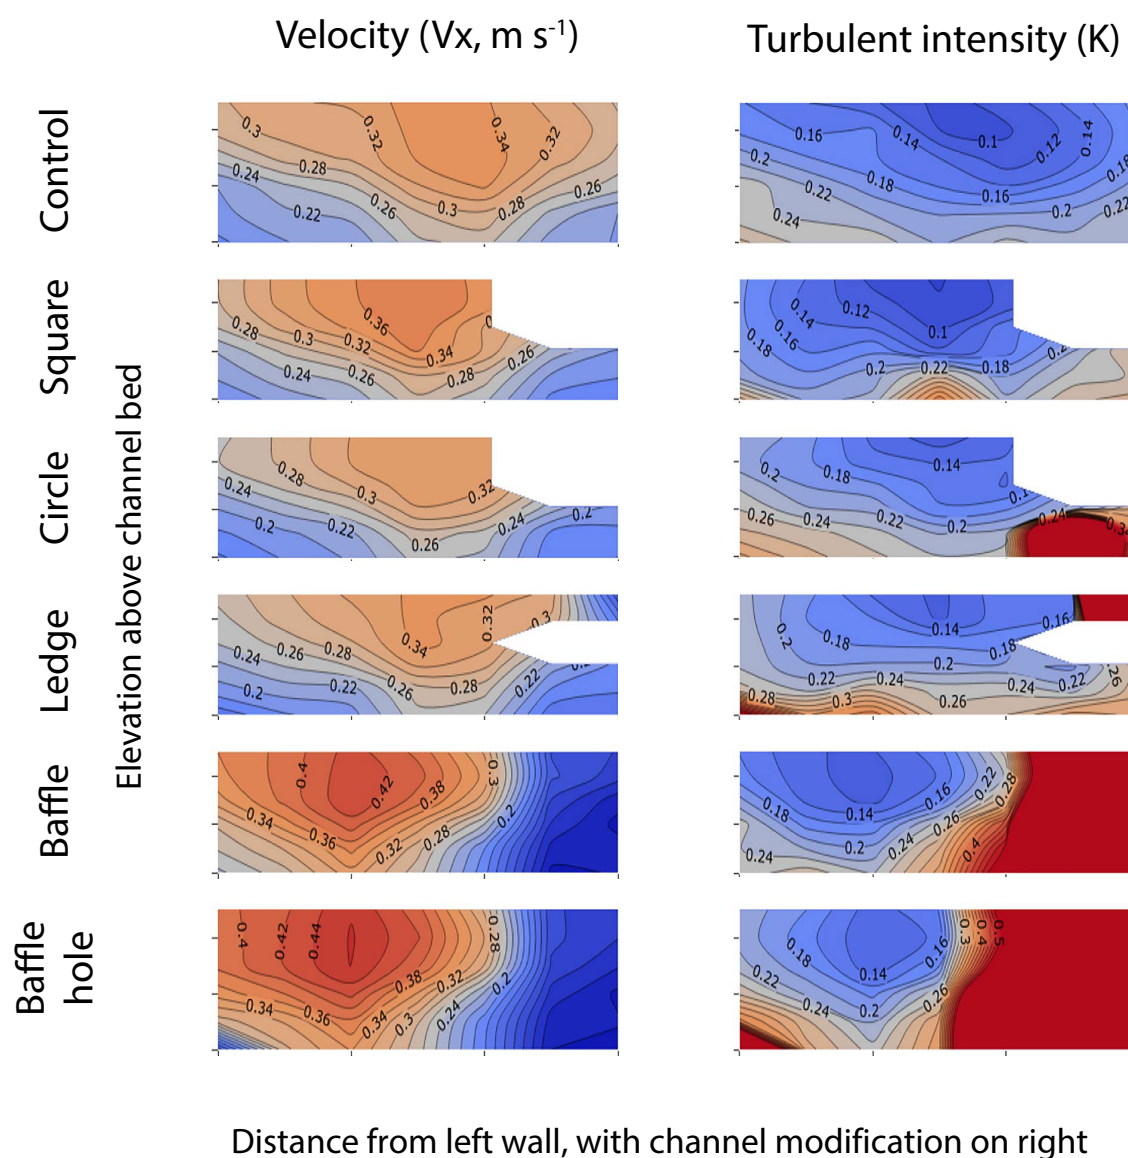 Velocity (Vx, m s-1)
Turbulent intensity (K)
Elevation above channel bed
Control
0.3 0.32 0.34 0.32
0.24 0.28 0.26
0.22 0.26 0.3 0.28
0.16 0.14 0.1 0.12 0.14
0.2 0.18 0.18
0.22 0.16
0.24 0.2 0.22
Square
0.36
0.28 0.3 0.32 0.34 0.26
0.24 0.26 0.28
0.14 0.12
0.16 0.1
0.18 0.2 0.22 0.18
Circle
0.28
0.24 0.3 0.32
0.2 0.22 0.24 0.2
0.26
0.2 0.18 0.14
0.26 0.24 0.22 0.2 0.24
Ledge
0.32 0.3
0.24 0.26 0.28 0.34
0.2 0.22 0.26 0.28 0.22
0.2 0.18 0.14 0.16
0.18
0.2
0.22 0.24 0.24 0.22 0.26
0.28 0.3 0.26
Baffle
0.4 0.42 0.38 0.3
0.34 0.36 0.32 0.28 0.2
0.18 0.14 0.16 0.22 0.28
0.24 0.2 0.24 0.26 0.4
Baffle
hole
0.4 0.42 0.44 0.28
0.38 0.32 0.2
0.34 0.36 0.34 0.3 0.24
0.18 0.14 0.16 0.3 0.4 0.5
0.22 0.24 0.2 0.26
Distance from left wall, with channel modification on right